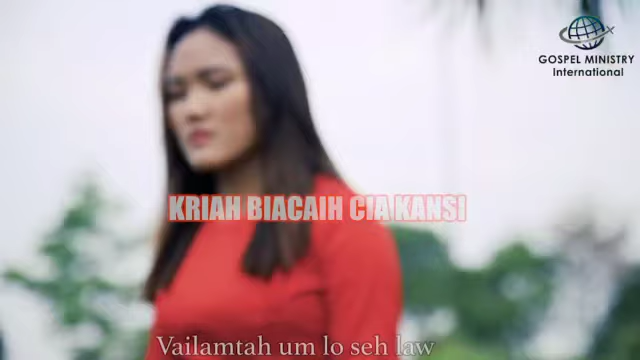 GOSPEL MINISTRY
International
KRIAH BIACAIH CIA KANSI
Vailamtah um lo seh law